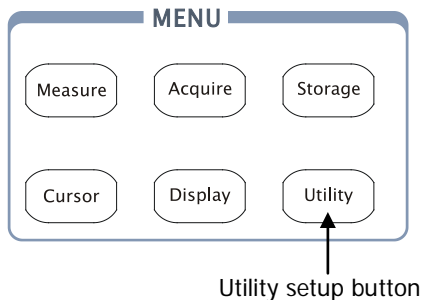 MENU
Measure Acquire Storage
Cursor Display Utility
Utility setup button